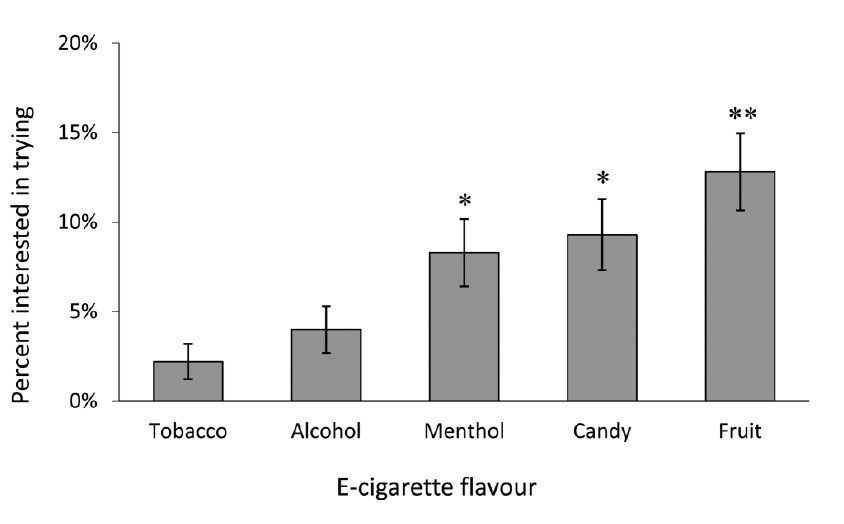 Percent interested in trying
20%
15%
10%
5%
0%
*
*
**
Tobacco
Alcohol
Menthol
Candy
Fruit
E-cigarette flavour